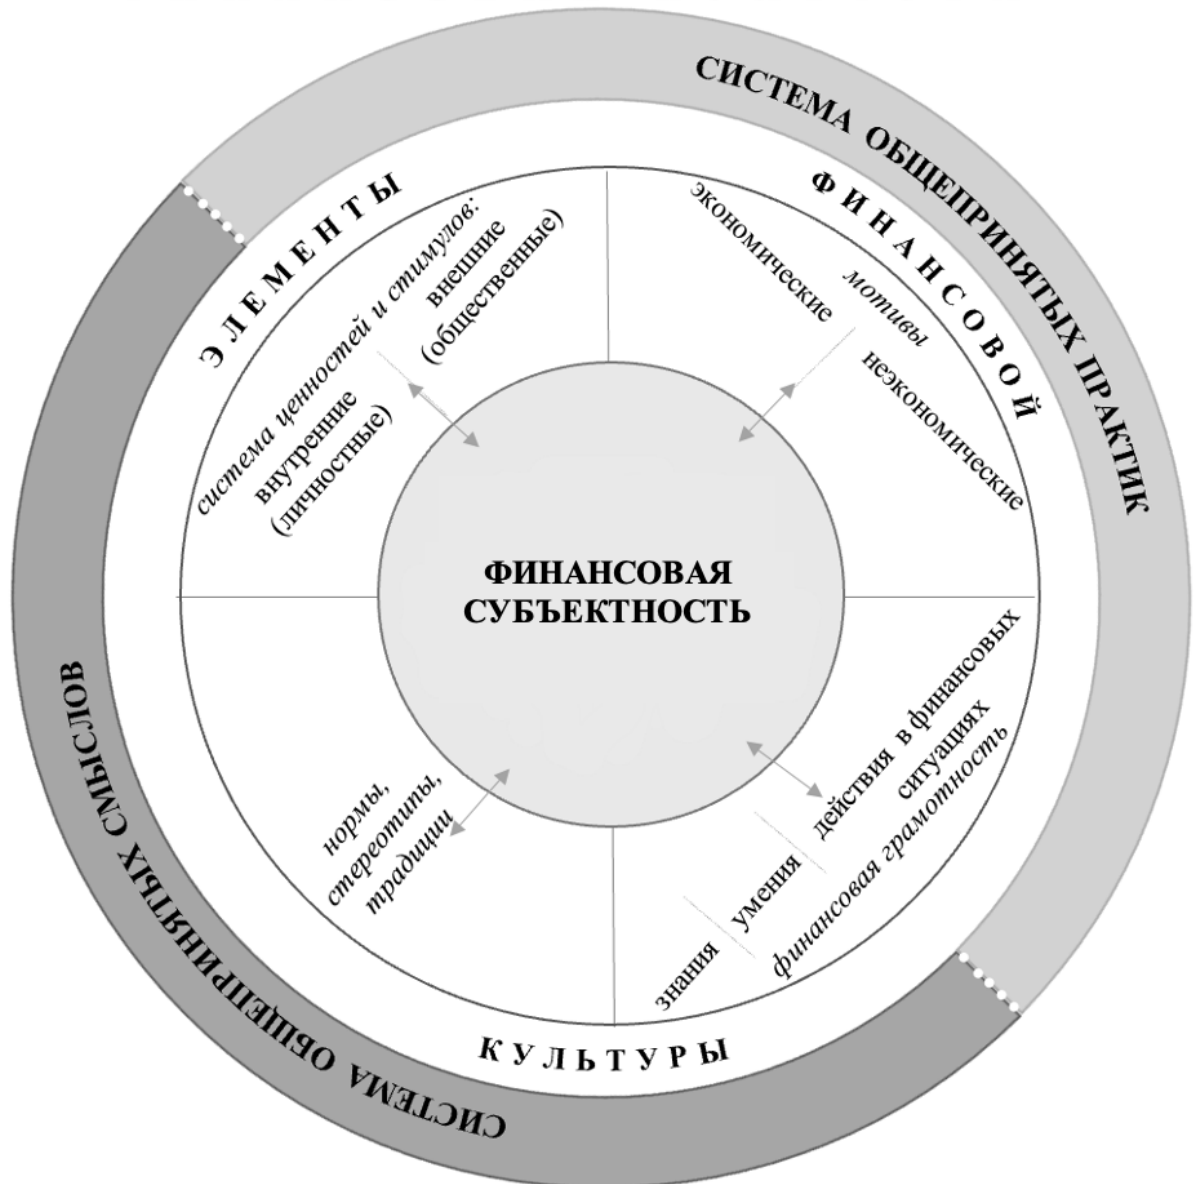 СИСТЕМА ОБЩЕПРИНЯТЫХ ПРАКТИК
ЭЛЕМЕНТЫ
ФИНАНСОВОЙ
КУЛЬТУРЫ
система ценностей и стимулов:
внешние
(общественные)
внутренние
(личностные)
экономические
мотивы
неэкономические
ФИНАНСОВАЯ
СУБЪЕКТНОСТЬ
нормы,
стереотипы,
традиции
знания
умения
действия в финансовых
ситуациях
финансовая грамотность
СИСТЕМА ОБЩЕПРИНЯТЫХ СМЫСЛОВ